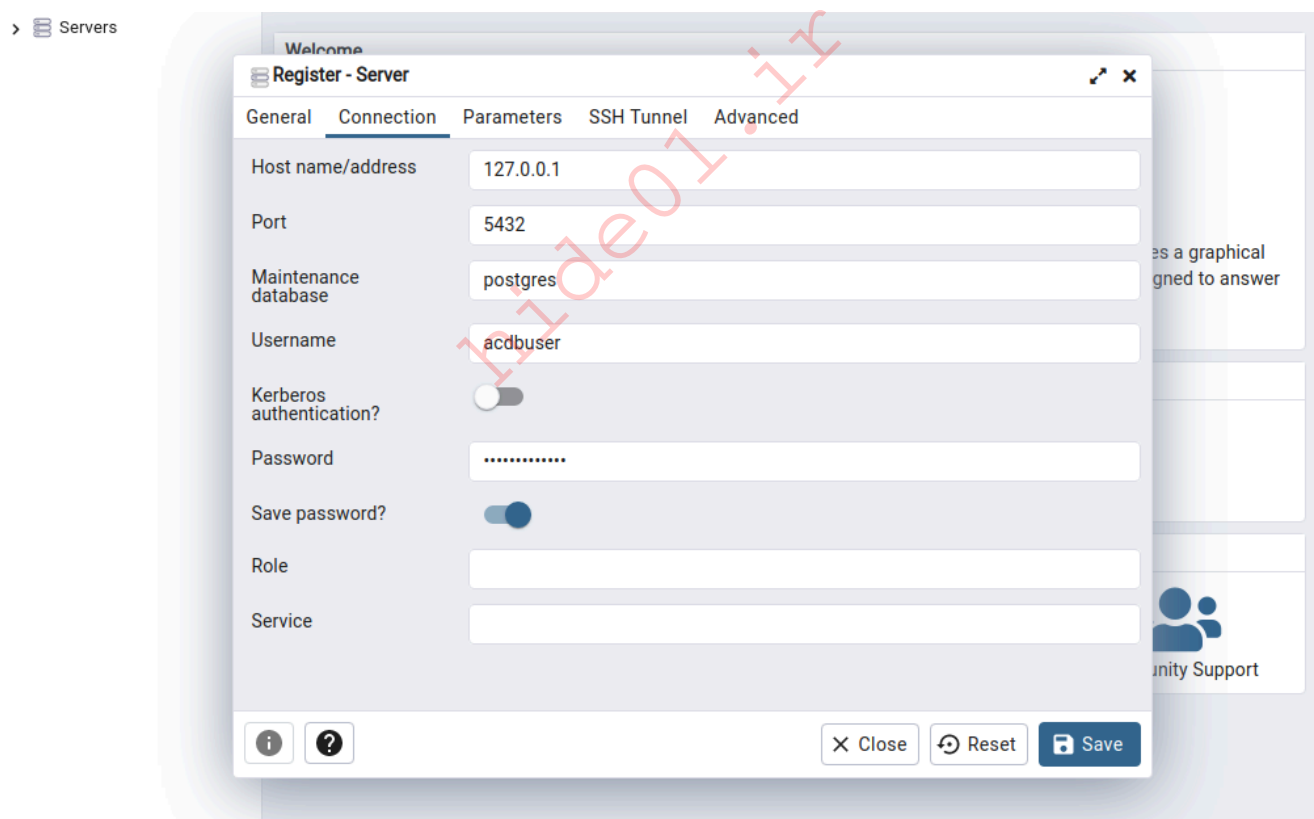 Servers
Welcome
Register - Server
General Connection Parameters SSH Tunnel Advanced
Host name/address 127.0.0.1
Port 5432
Maintenance
database
postgres
Username acdbuser
Kerberos
authentication?
Password •••••••••••••
Save password?
Role
Service
Close Reset Save
es a graphical
gned to answer
unity Support
hide01.ir